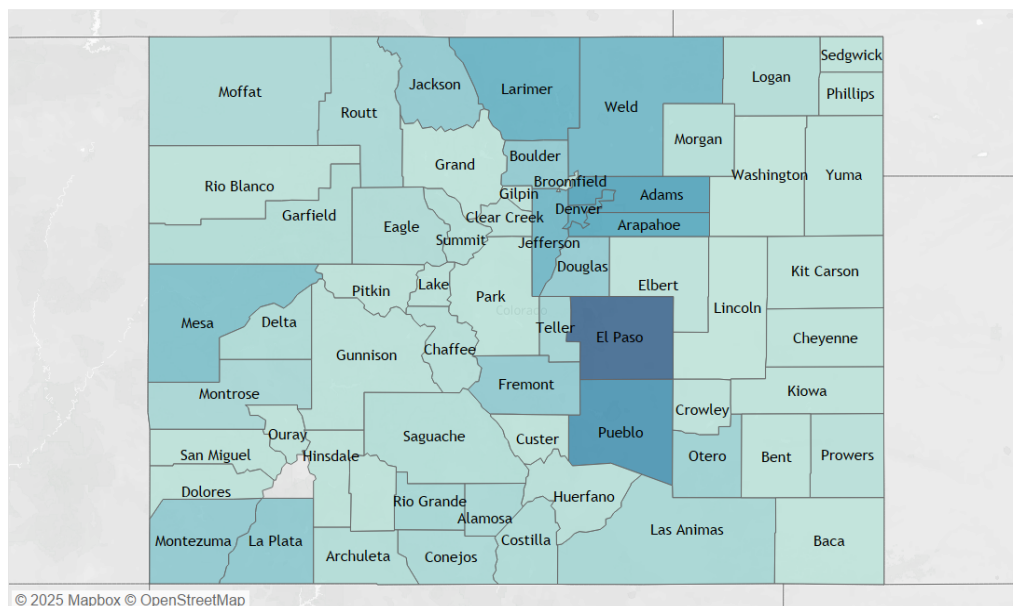 Sedgwick
Logan
Moffat
Jackson
Larimer
Phillips
Weld
Routt
Morgan
Boulder
Grand
Washington
Yuma
Broomfield
Rio Blanco
Gilpin
Adams
Denver
Garfield
Clear Creek
Eagle
Arapahoe
Summit
Jefferson
Douglas
Kit Carson
Lake
Elbert
Pitkin
Park
Lincoln
Colorado
Mesa
Delta
Teller
El Paso
Cheyenne
Chaffee
Gunnison
Fremont
Kiowa
Montrose
Crowley
Pueblo
Ouray
Saguache
Custer
San Miguel
Hinsdale
Otero
Bent
Prowers
Dolores
Huerfano
Rio Grande
Alamosa
Las Animas
Montezuma
La Plata
Costilla
Baca
Archuleta
Conejos
© 2025 Mapbox © OpenStreetMap